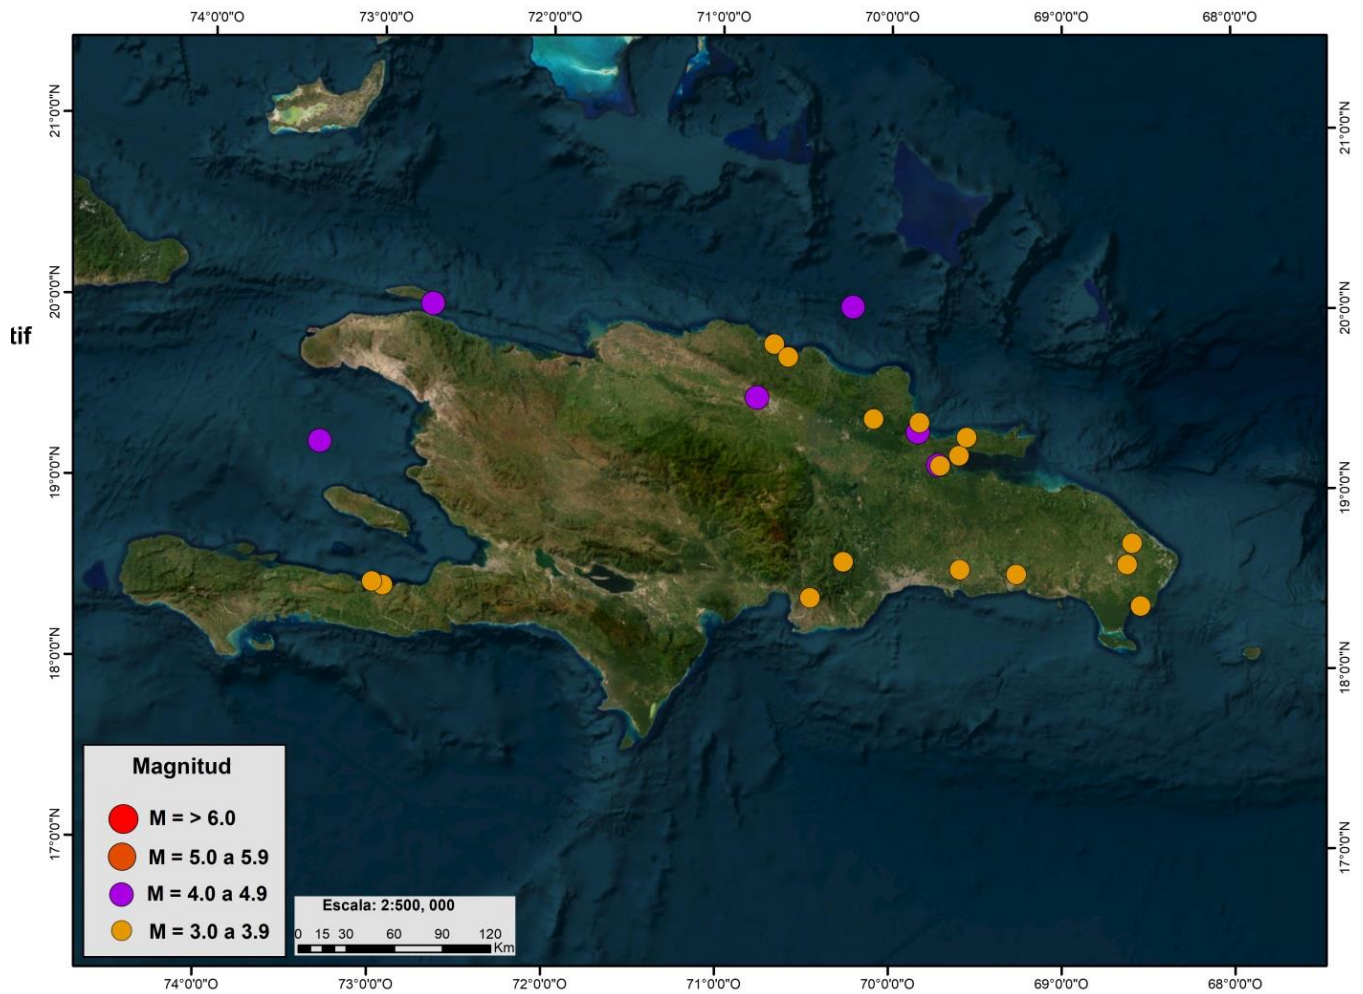 74°0'0"O 73°0'0"O 72°0'0"O 71°0'0"O 70°0'0"O 69°0'0"O 68°0'0"O
21°0'0"N
21°0'0"N
20°0'0"N
20°0'0"N
tif
19°0'0"N
19°0'0"N
18°0'0"N
18°0'0"N
17°0'0"N
17°0'0"N
Magnitud
M = > 6.0
M = 5.0 a 5.9
M = 4.0 a 4.9
M = 3.0 a 3.9
Escala: 2:500, 000
0 15 30 60 90 120
Km
74°0'0"O 73°0'0"O 72°0'0"O 71°0'0"O 70°0'0"O 69°0'0"O 68°0'0"O